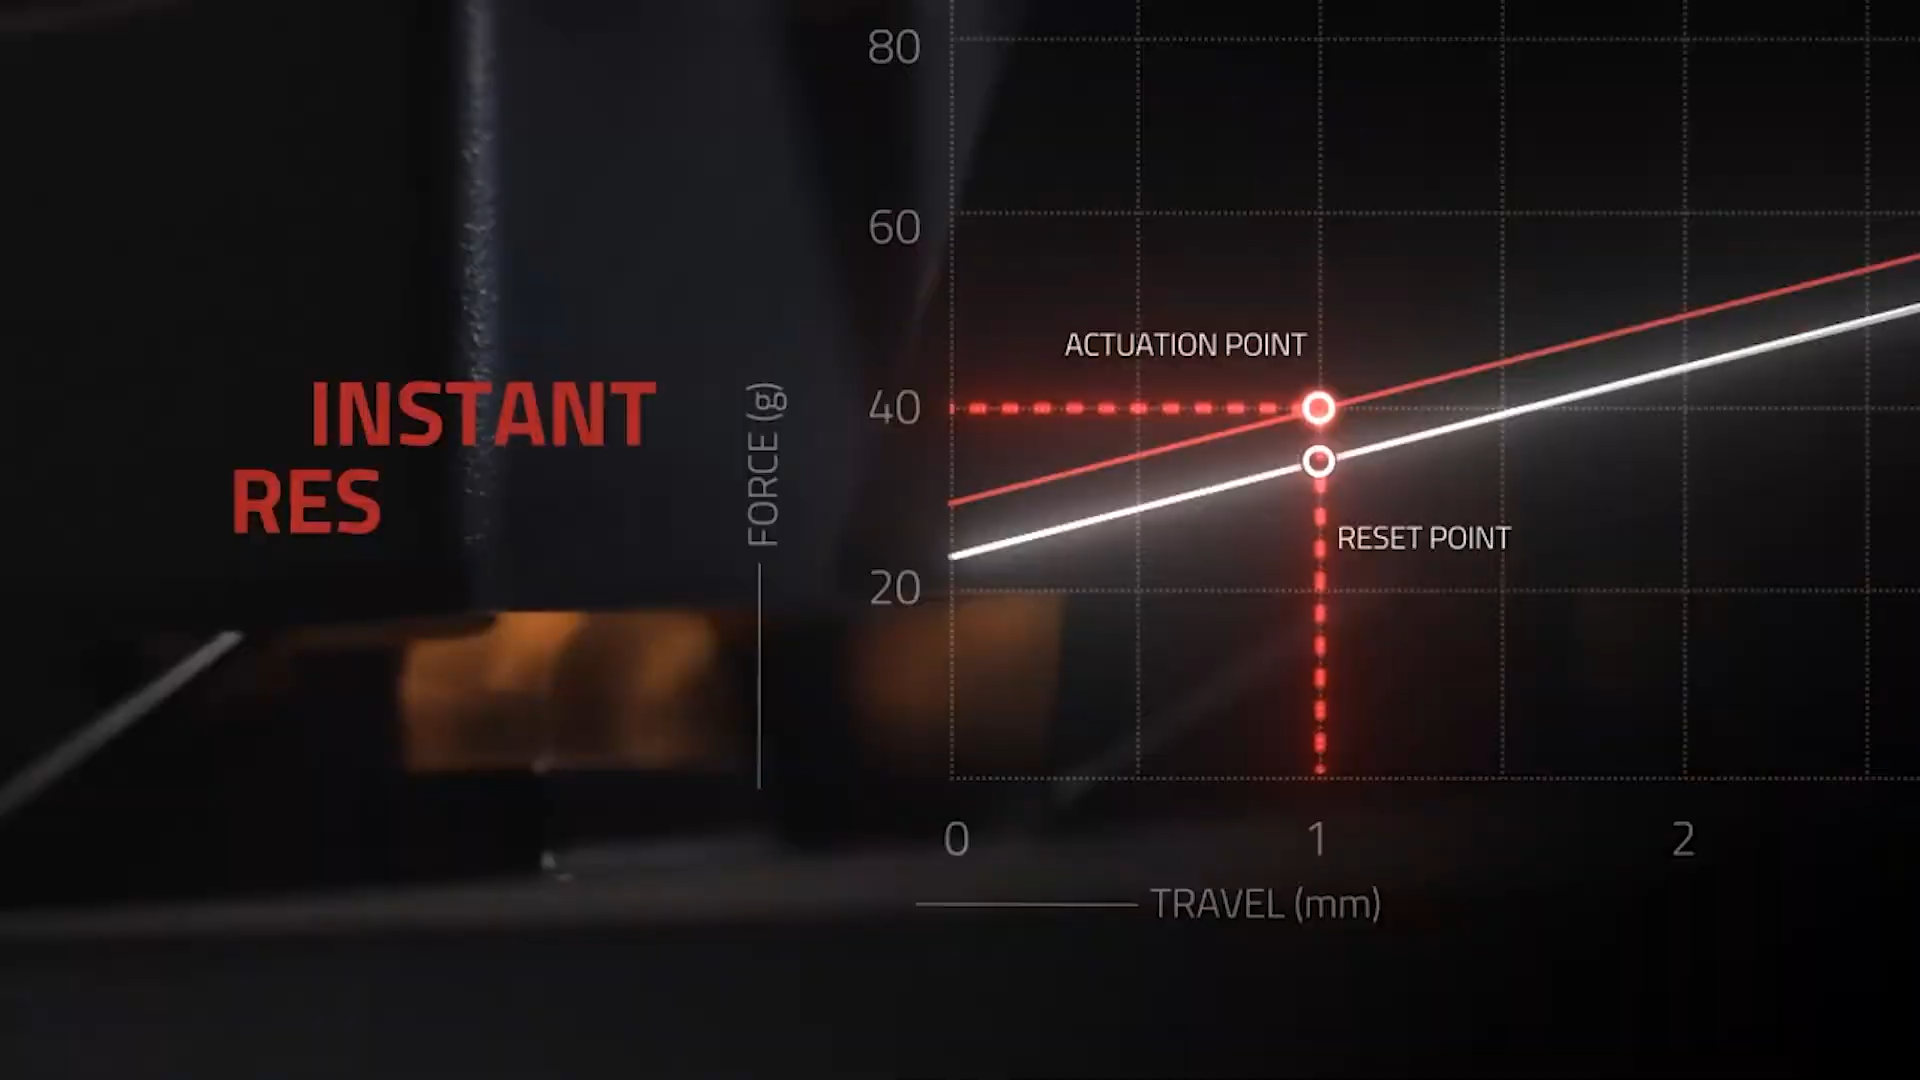 INSTANT
RES
FORCE (g)
80
60
40
20
ACTUATION POINT
RESET POINT
0
1
2
TRAVEL (mm)